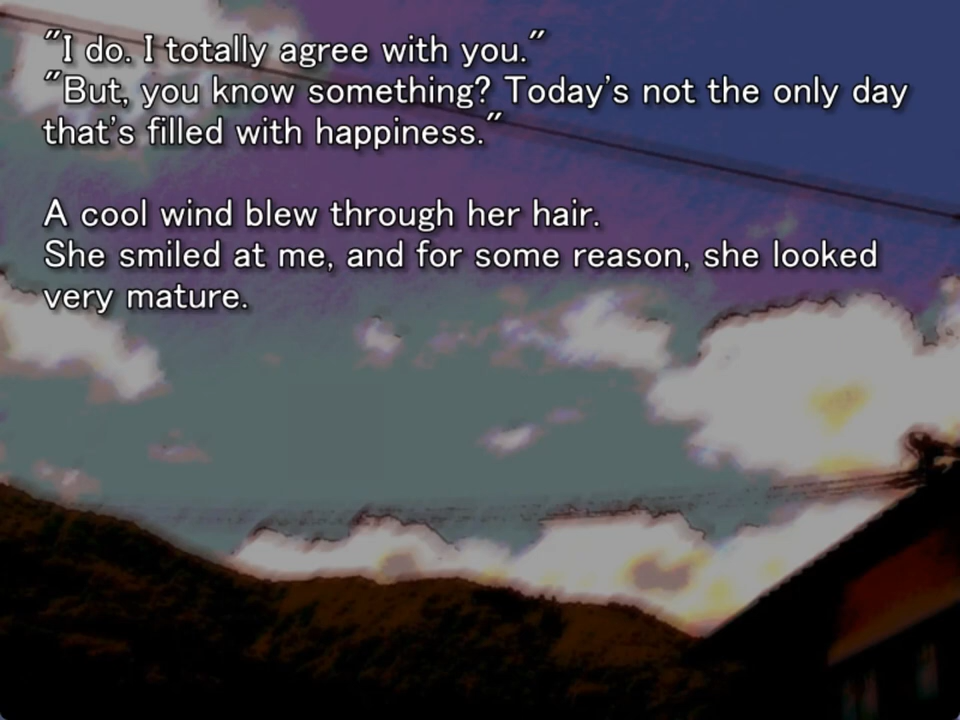 "I do. I totally agree with you."
"But, you know something? Today's not the only day
that's filled with happiness."
A cool wind blew through her hair.
She smiled at me, and for some reason, she looked
very mature.